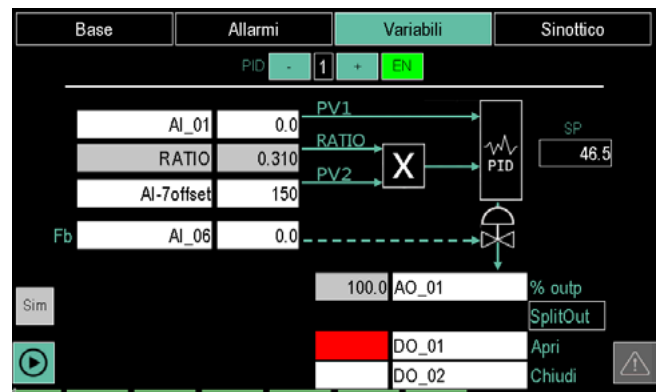 Base Allarmi Variabili Sinottico
PID - 1 + EN
PV1
AI_01 0.0
SP
RATIO
RATIO 0.310
X
PID
46.5
PV2
AI-7offset 150
Fb AI_06 0.0
100.0 AO_01 % outp
Sim
SplitOut
DO_01 Apri
DO_02 Chiudi